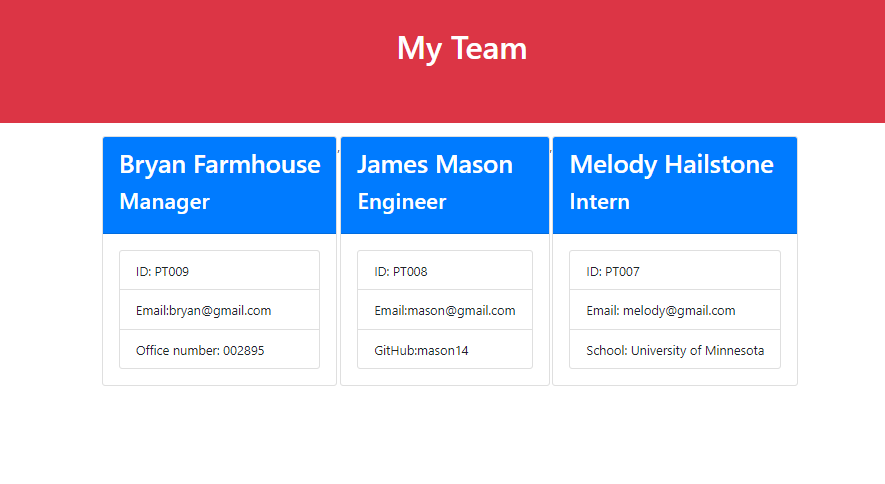 My Team
Bryan Farmhouse
Manager
ID: PT009
Email:bryan@gmail.com
Office number: 002895
,
James Mason
Engineer
ID: PT008
Email:mason@gmail.com
GitHub:mason14
,
Melody Hailstone
Intern
ID: PT007
Email: melody@gmail.com
School: University of Minnesota